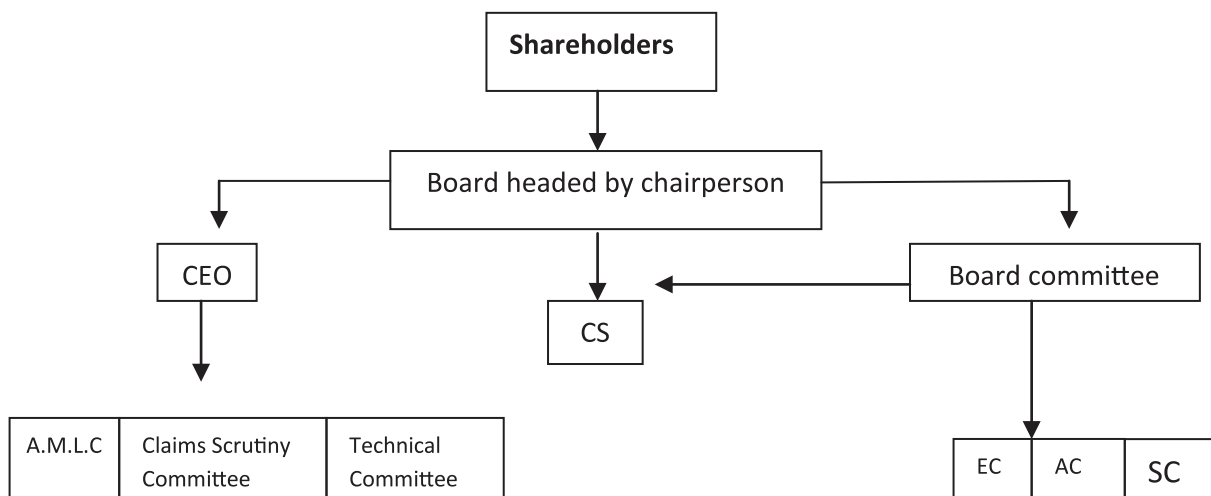 Shareholders
Board headed by chairperson
CEO
Board committee
CS
A.M.L.C
Claims Scrutiny
Committee
Technical
Committee
EC
AC
SC